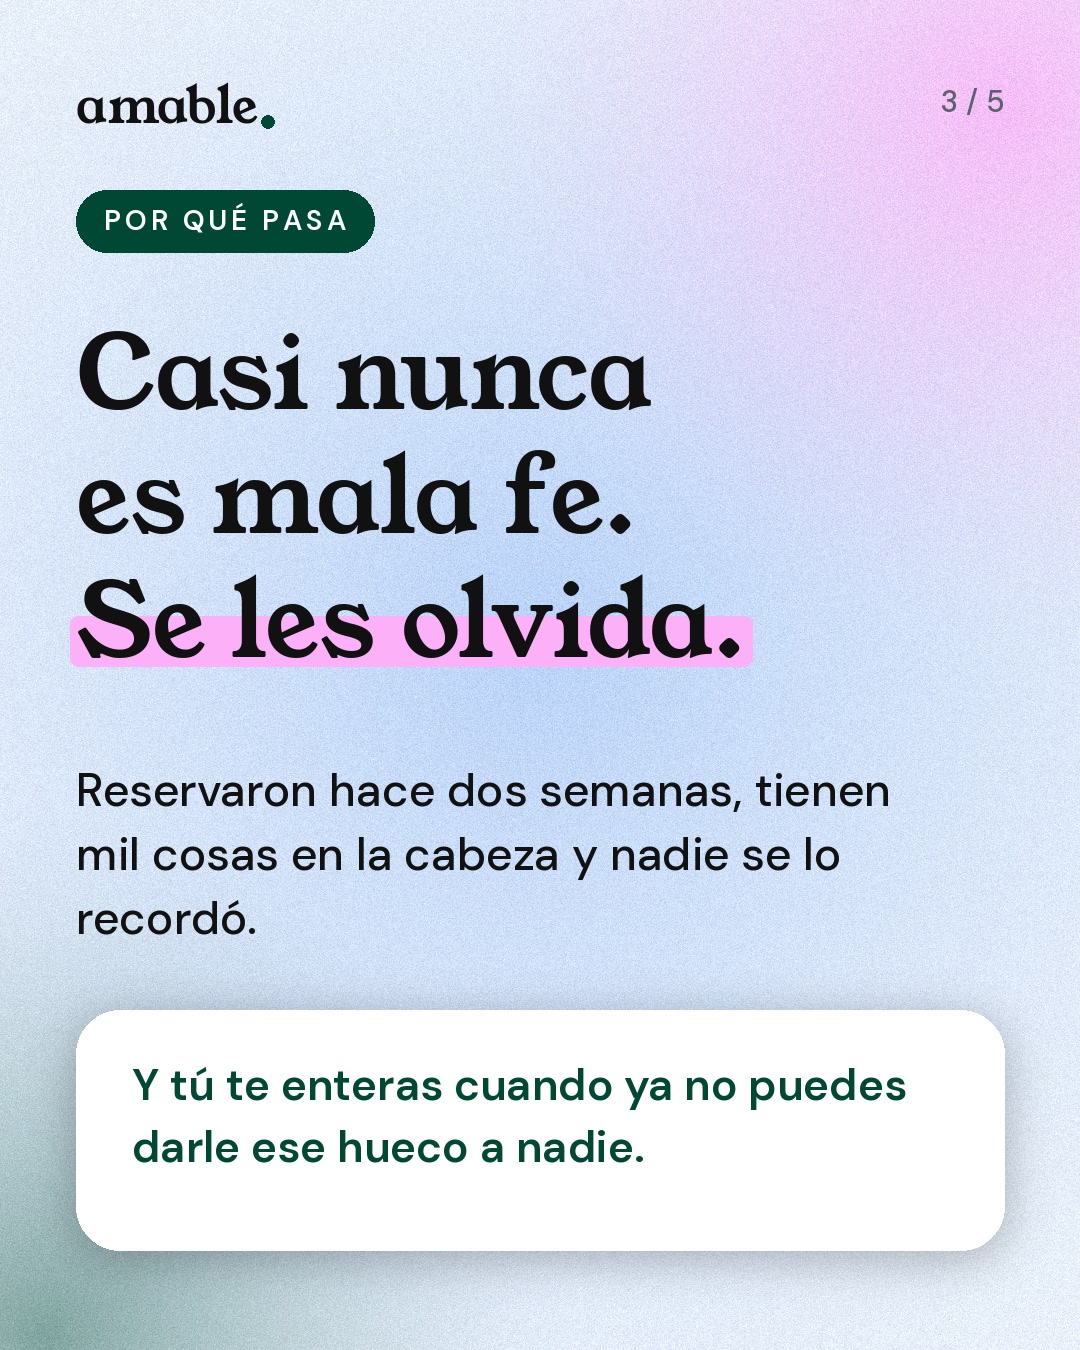 amable.
3 / 5
POR QUÉ PASA
Casi nunca
es mala fe.
Se les olvida.
Reservaron hace dos semanas, tienen
mil cosas en la cabeza y nadie se lo
recordó.
Y tú te enteras cuando ya no puedes
darle ese hueco a nadie.